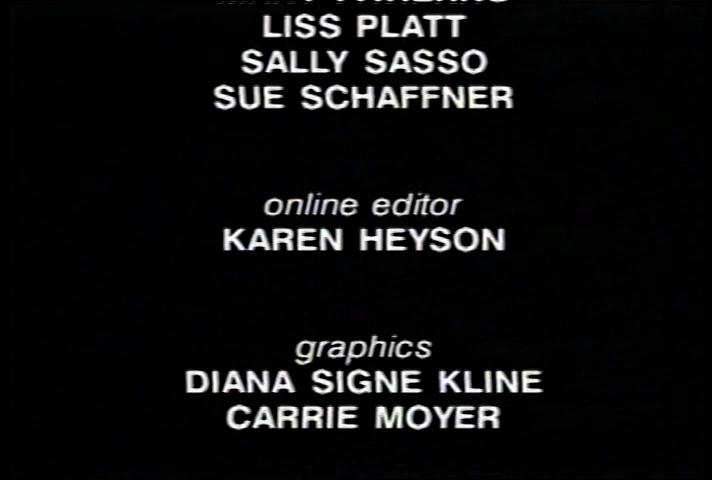 LISS PLATT
SALLY SASSO
SUE SCHAFFNER
online editor
KAREN HEYSON
graphics
DIANA SIGNE KLINE
CARRIE MOYER